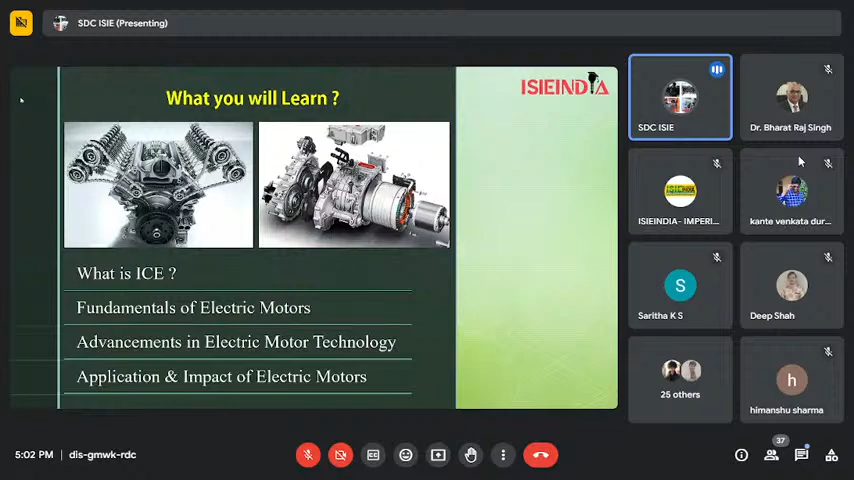 SDC ISIE (Presenting)
What you will Learn ?
ISIEINDIA
What is ICE ?
Fundamentals of Electric Motors
Advancements in Electric Motor Technology
Application & Impact of Electric Motors
SDC ISIE
Dr. Bharat Raj Singh
ISIEINDIA- IMPERI...
kante venkata dur...
S
Saritha K S
Deep Shah
25 others
h
himanshu sharma
5:02 PM | dis-gmwk-rdc
37